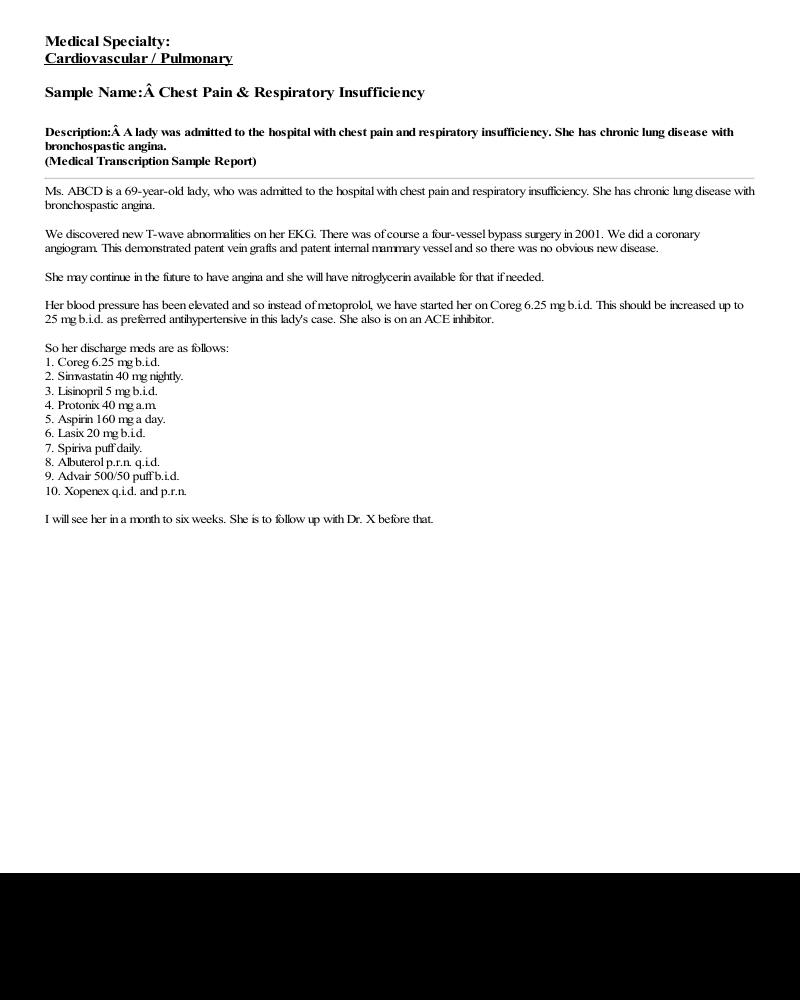 Medical Specialty:
Cardiovascular / Pulmonary
Sample Name:Â Chest Pain & Respiratory Insufficiency
Description:Â A lady was admitted to the hospital with chest pain and respiratory insufficiency. She has chronic lung disease with
bronchospastic angina.
(Medical Transcription Sample Report)
Ms. ABCD is a 69-year-old lady, who was admitted to the hospital with chest pain and respiratory insufficiency. She has chronic lung disease with
bronchospastic angina.
We discovered new T-wave abnormalities on her EKG. There was of course a four-vessel bypass surgery in 2001. We did a coronary
angiogram. This demonstrated patent vein grafts and patent internal mammary vessel and so there was no obvious new disease.
She may continue in the future to have angina and she will have nitroglycerin available for that if needed.
Her blood pressure has been elevated and so instead of metoprolol, we have started her on Coreg 6.25 mg b.i.d. This should be increased up to
25 mg b.i.d. as preferred antihypertensive in this lady's case. She also is on an ACE inhibitor.
So her discharge meds are as follows:
1. Coreg 6.25 mg b.i.d.
2. Simvastatin 40 mg nightly.
3. Lisinopril 5 mg b.i.d.
4. Protonix 40 mg a.m.
5. Aspirin 160 mg a day.
6. Lasix 20 mg b.i.d.
7. Spiriva puff daily.
8. Albuterol p.r.n. q.i.d.
9. Advair 500/50 puff b.i.d.
10. Xopenex q.i.d. and p.r.n.
I will see her in a month to six weeks. She is to follow up with Dr. X before that.